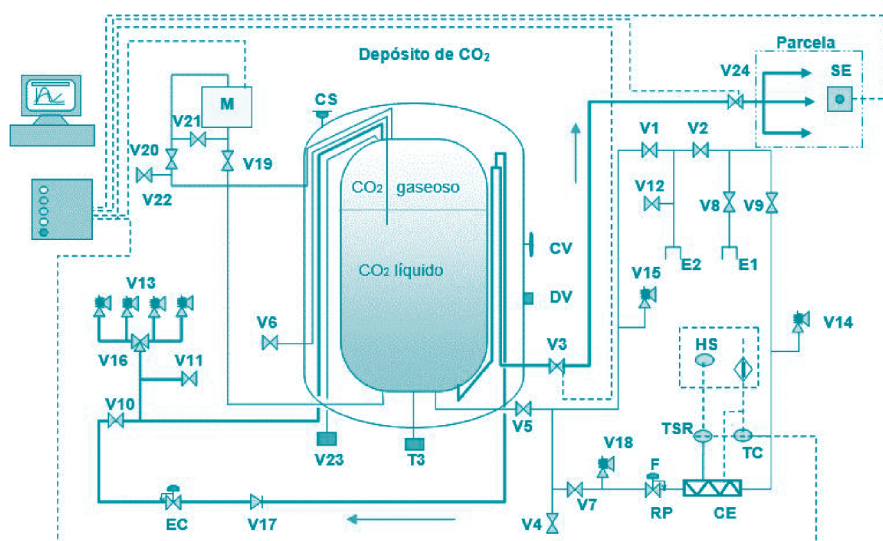 Depósito de CO2
Parcela
V24
SE
M
CS
V21
V20
V19
V22
V1
V2
V12
V8
V9
CO2 gaseoso
CO2 líquido
CV
E2
E1
DV
V15
V13
V6
V14
V16
V11
V3
HS
V10
V5
TSR
V18
F
TC
V23
T3
V7
EC
V17
V4
RP
CE